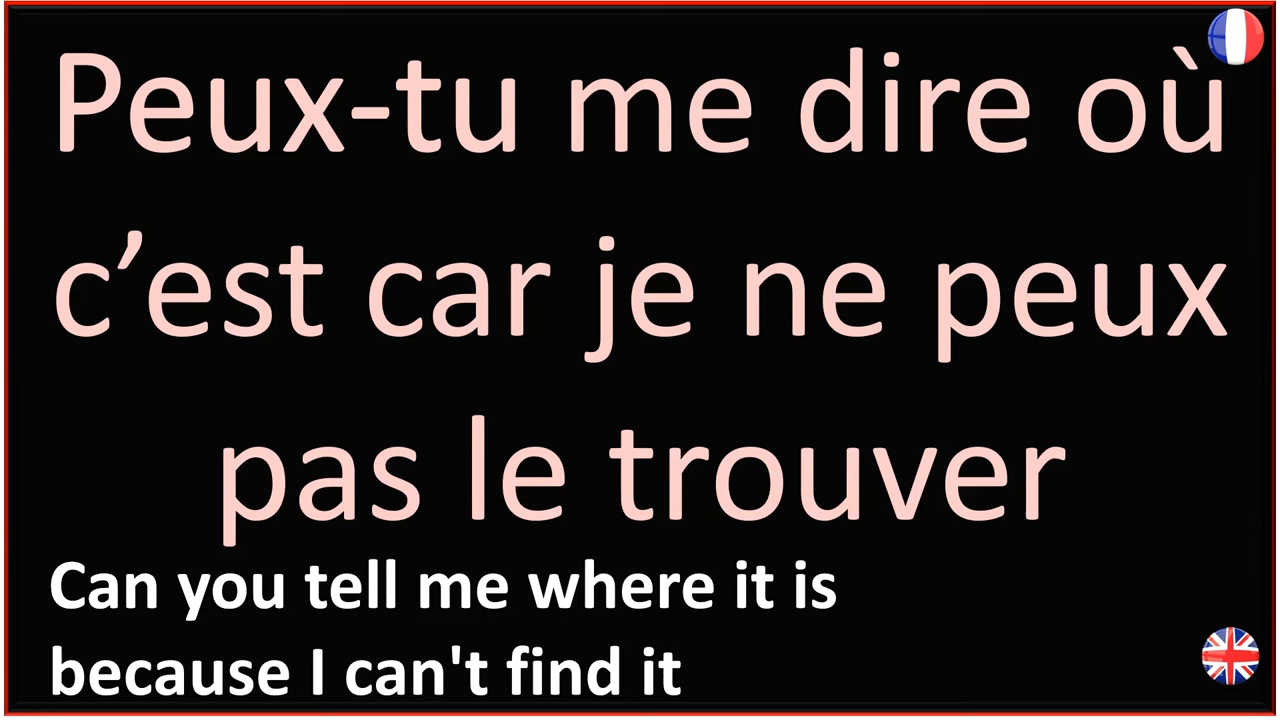 Peux-tu me dire où
c’est car je ne peux
pas le trouver
Can you tell me where it is
because I can't find it